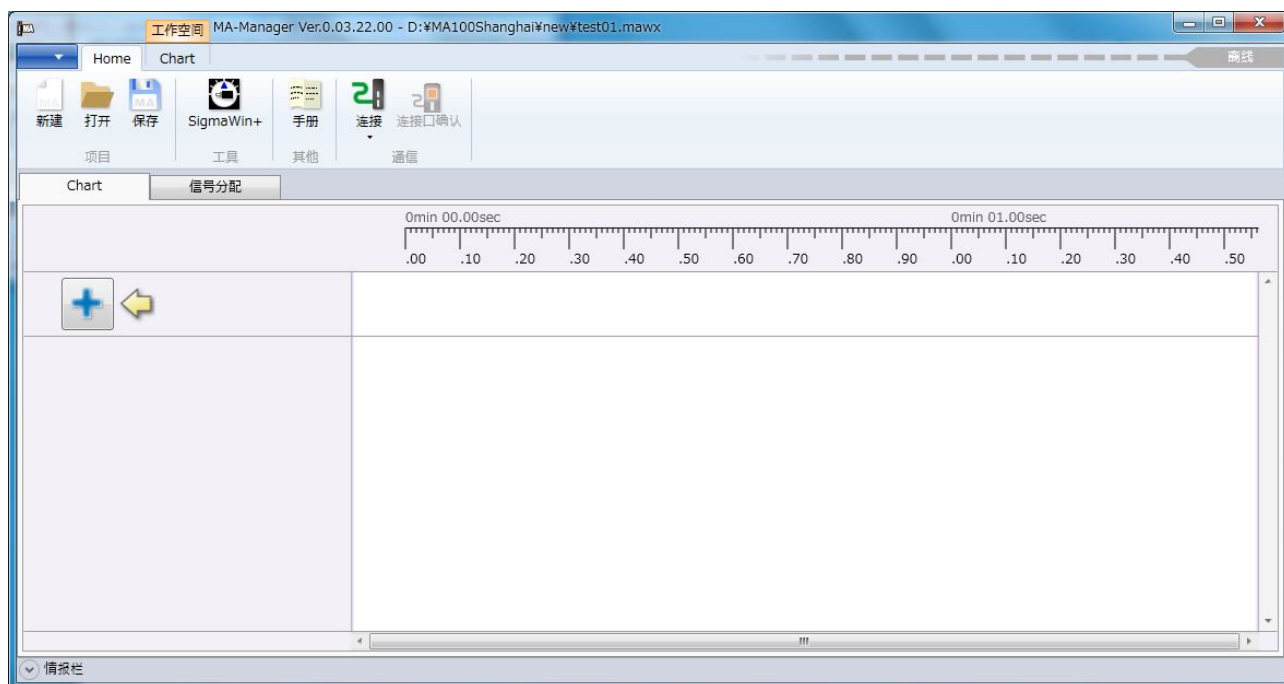 工作空间 MA-Manager Ver.0.03.22.00 - D:¥MA100Shanghai¥new¥test01.mawx
Home Chart 商线
新建 打开 保存 SigmaWin+ 手册 连接 连接口确认
项目 工具 其他 通信
Chart 信号分配
0min 00.00sec 0min 01.00sec
.00 .10 .20 .30 .40 .50 .60 .70 .80 .90 .00 .10 .20 .30 .40 .50
情报栏